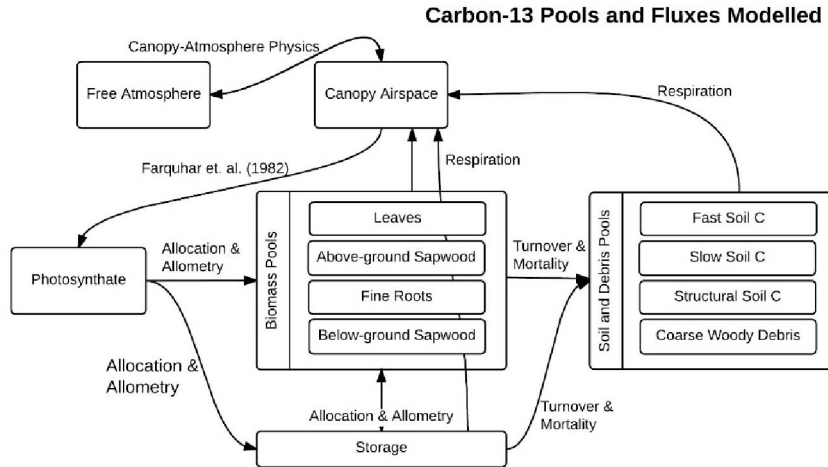 Carbon-13 Pools and Fluxes Modelled
Canopy-Atmosphere Physics
Free Atmosphere
Canopy Airspace
Respiration
Farquhar et. al. (1982)
Respiration
Photosynthate
Allocation &
Allometry
Biomass Pools
Leaves
Above-ground Sapwood
Fine Roots
Below-ground Sapwood
Turnover &
Mortality
Soil and Debris Pools
Fast Soil C
Slow Soil C
Structural Soil C
Coarse Woody Debris
Allocation &
Allometry
Allocation & Allometry
Turnover &
Mortality
Storage